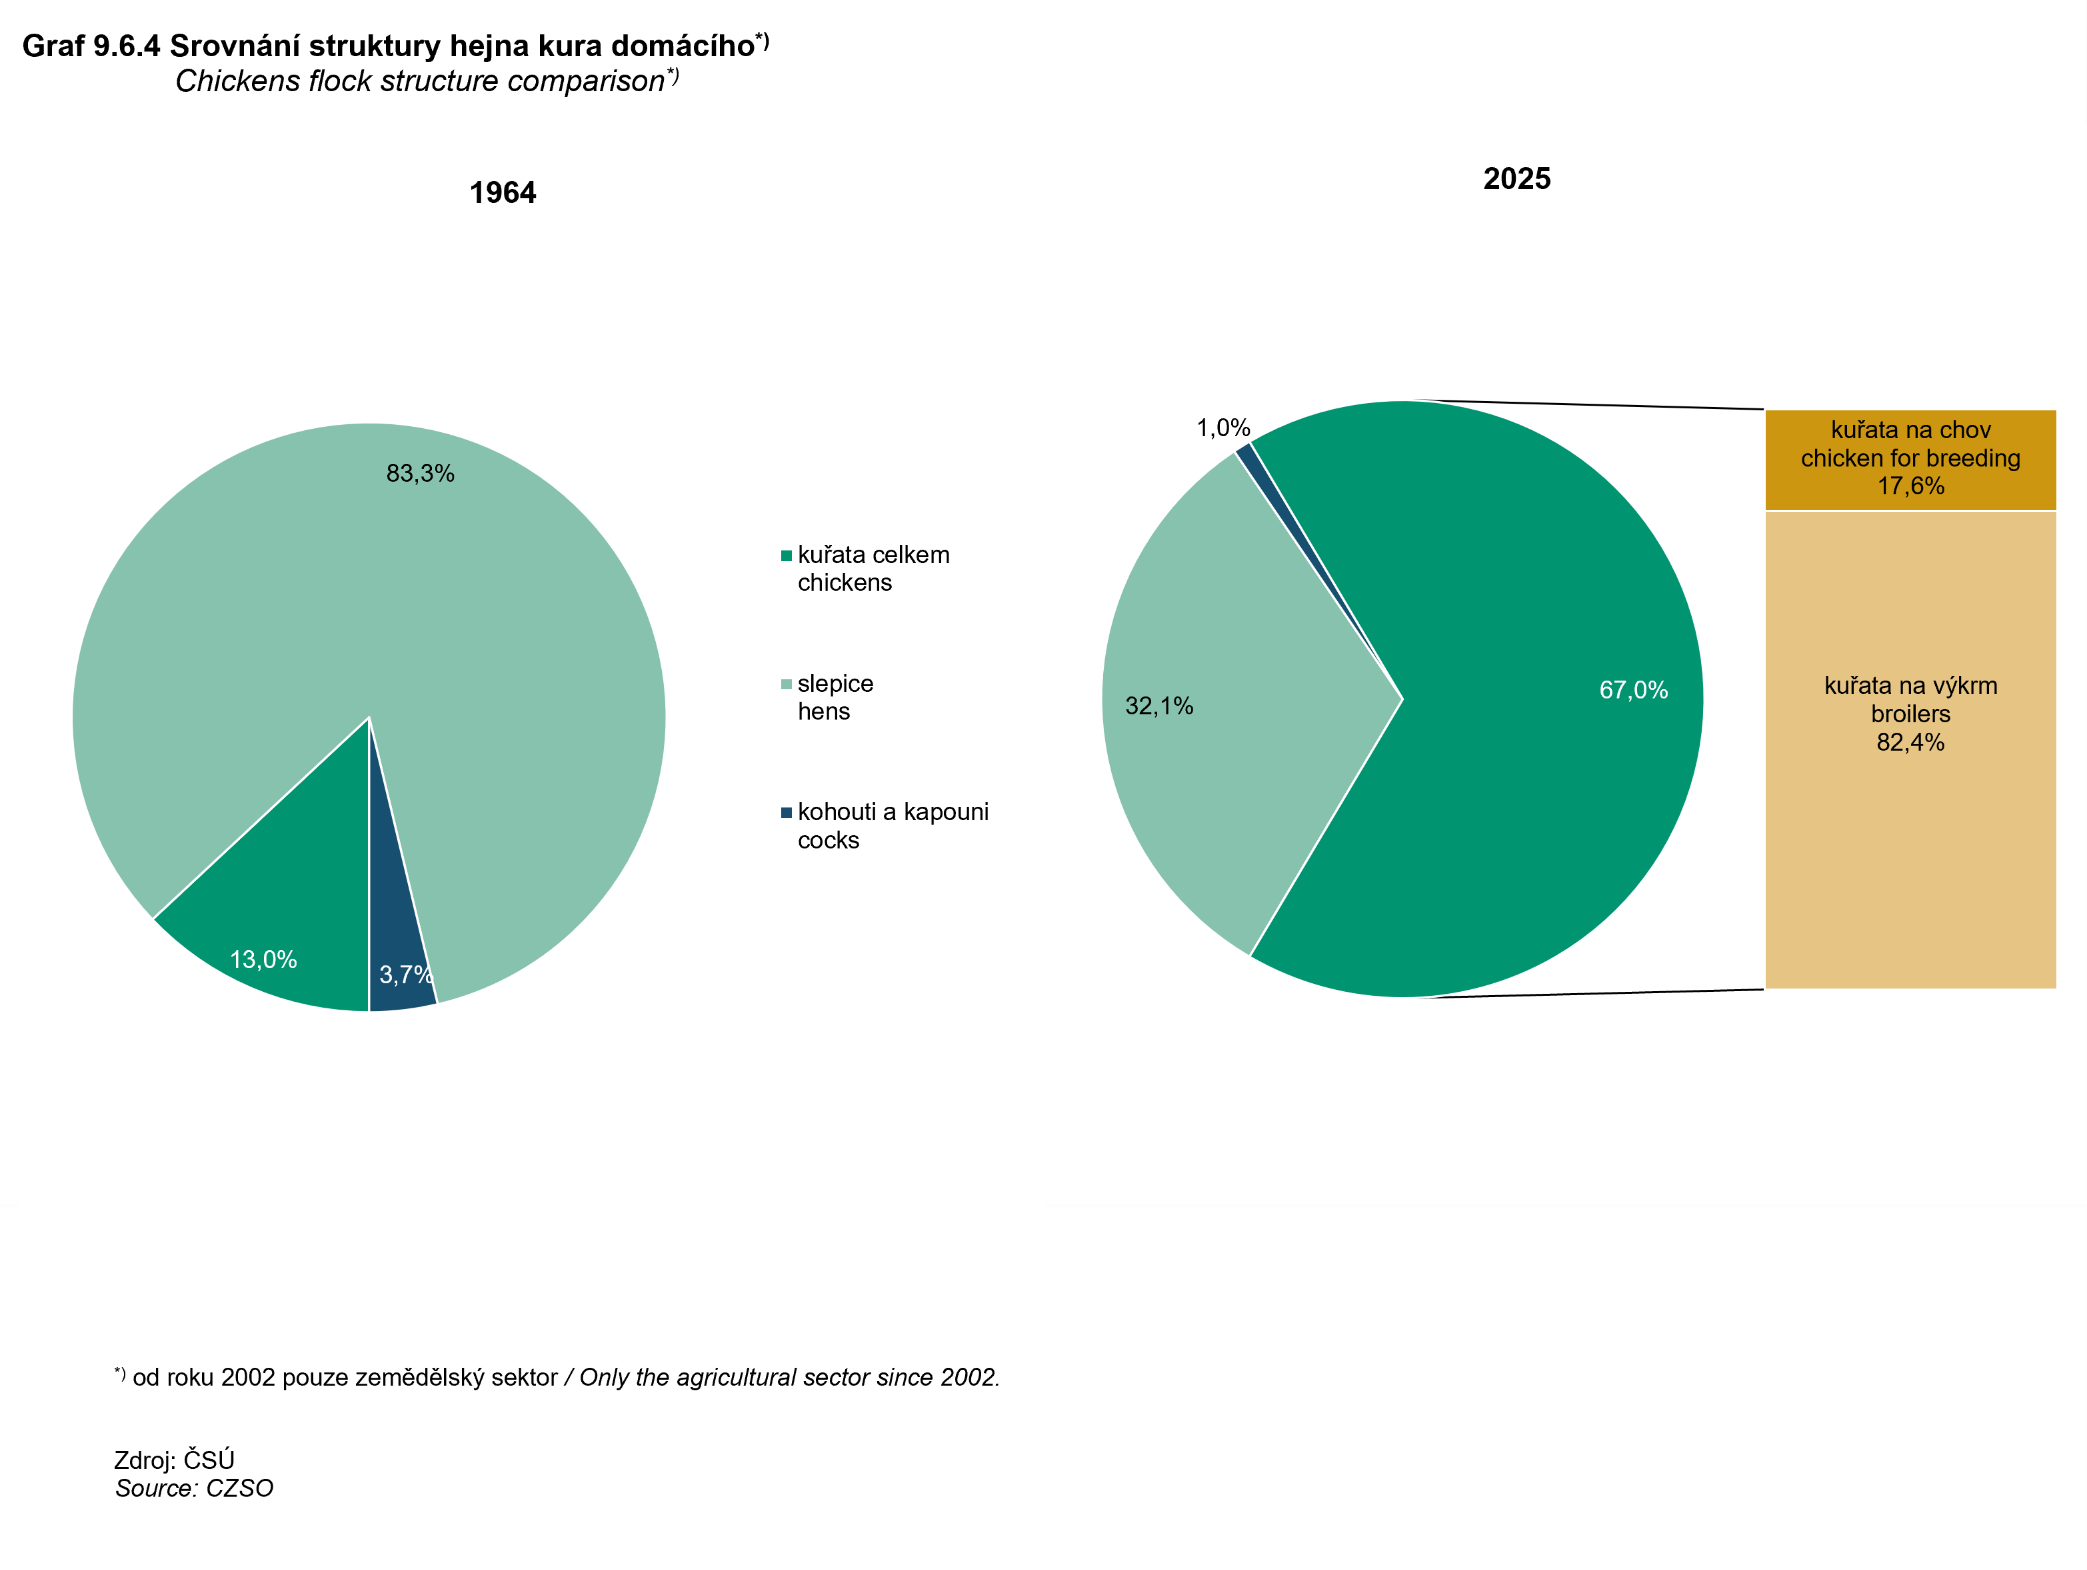 Graf 9.6.4 Srovnání struktury hejna kura domácího*)
Chickens flock structure comparison*)
1964
83,3%
13,0%
3,7%
kuřata celkem
chickens
slepice
hens
kohouti a kapouni
cocks
2025
1,0%
32,1%
67,0%
kuřata na chov
chicken for breeding
17,6%
kuřata na výkrm
broilers
82,4%
*) od roku 2002 pouze zemědělský sektor / Only the agricultural sector since 2002.
Zdroj: ČSÚ
Source: CZSO